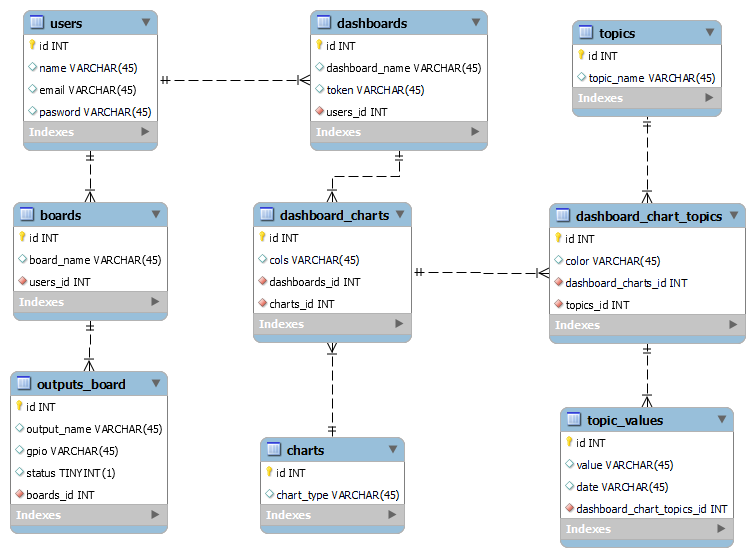 users
id INT
name VARCHAR(45)
email VARCHAR(45)
pasword VARCHAR(45)
Indexes
dashboards
id INT
dashboard_name VARCHAR(45)
token VARCHAR(45)
users_id INT
Indexes
topics
id INT
topic_name VARCHAR(45)
Indexes
boards
id INT
board_name VARCHAR(45)
users_id INT
Indexes
dashboard_charts
id INT
cols VARCHAR(45)
dashboards_id INT
charts_id INT
Indexes
dashboard_chart_topics
id INT
color VARCHAR(45)
dashboard_charts_id INT
topics_id INT
Indexes
outputs_board
id INT
output_name VARCHAR(45)
gpio VARCHAR(45)
status TINYINT(1)
boards_id INT
Indexes
charts
id INT
chart_type VARCHAR(45)
Indexes
topic_values
id INT
value VARCHAR(45)
date VARCHAR(45)
dashboard_chart_topics_id INT
Indexes